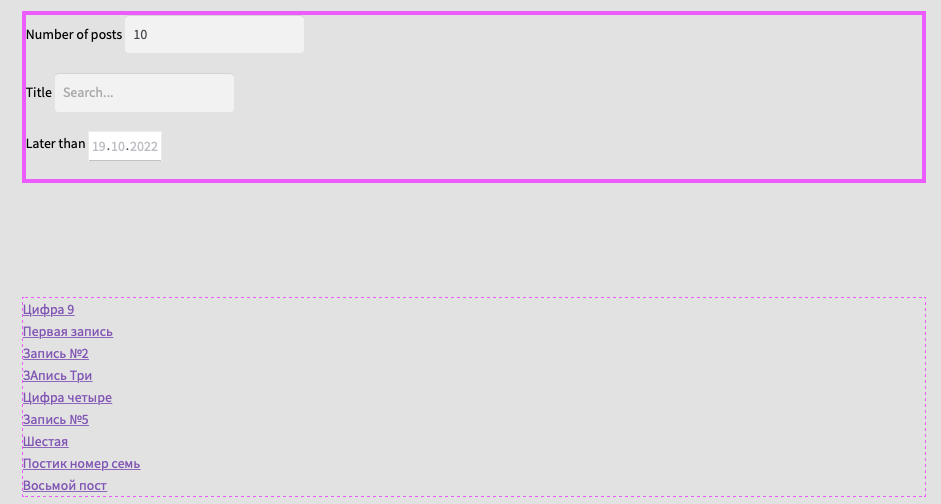 Number of posts 10
Title Search...
Later than 19.10.2022
Цифра 9
Первая запись
Запись №2
ЗАпись Три
Цифра четыре
Запись №5
Шестая
Постик номер семь
Восьмой пост